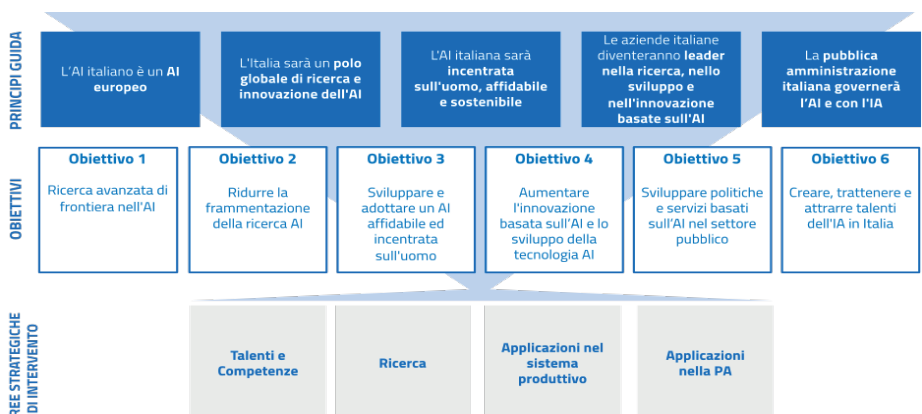 PRINCIPI GUIDA
L'AI italiano è un AI
europeo
L'Italia sarà un polo
globale di ricerca e
innovazione dell'AI
L'AI italiana sarà
incentrata
sull'uomo, affidabile
e sostenibile
Le aziende italiane
diventeranno leader
nella ricerca, nello
sviluppo e
nell'innovazione
basate sull'AI
La pubblica
amministrazione
italiana governerà
l'AI e con l'IA
OBIETTIVI
Obiettivo 1
Ricerca avanzata di
frontiera nell'AI
Obiettivo 2
Ridurre la
frammentazione
della ricerca AI
Obiettivo 3
Sviluppare e
adottare un AI
affidabile ed
incentrata
sull'uomo
Obiettivo 4
Aumentare
l'innovazione
basata sull'AI e lo
sviluppo della
tecnologia AI
Obiettivo 5
Sviluppare politiche
e servizi basati
sull'AI nel settore
pubblico
Obiettivo 6
Creare, trattenere e
attrarre talenti
dell'IA in Italia
REE STRATEGICHE
DI INTERVENTO
Talenti e
Competenze
Ricerca
Applicazioni nel
sistema
produttivo
Applicazioni
nella PA